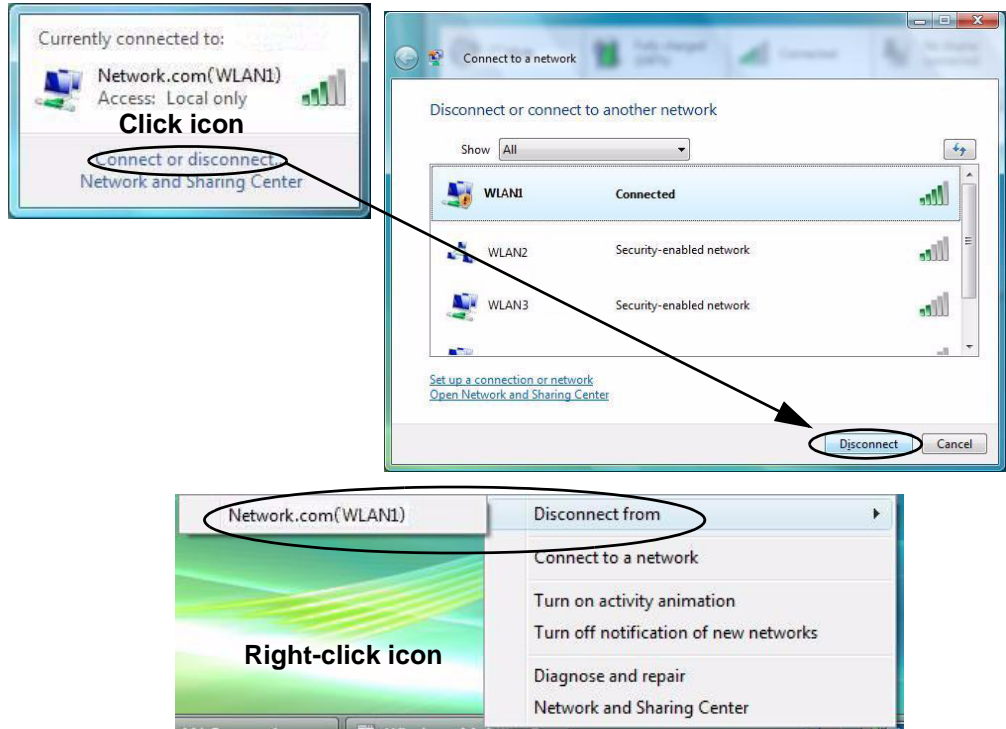 Currently connected to:
Network.com(WLAN1)
Access: Local only
Click icon
Connect or disconnect...
Network and Sharing Center
Connect to a network
Disconnect or connect to another network
Show All
WLAN1 Connected
WLAN2 Security-enabled network
WLAN3 Security-enabled network
Set up a connection or network
Open Network and Sharing Center
Disconnect Cancel
Network.com(WLAN1) Disconnect from
Connect to a network
Turn on activity animation
Turn off notification of new networks
Right-click icon
Diagnose and repair
Network and Sharing Center